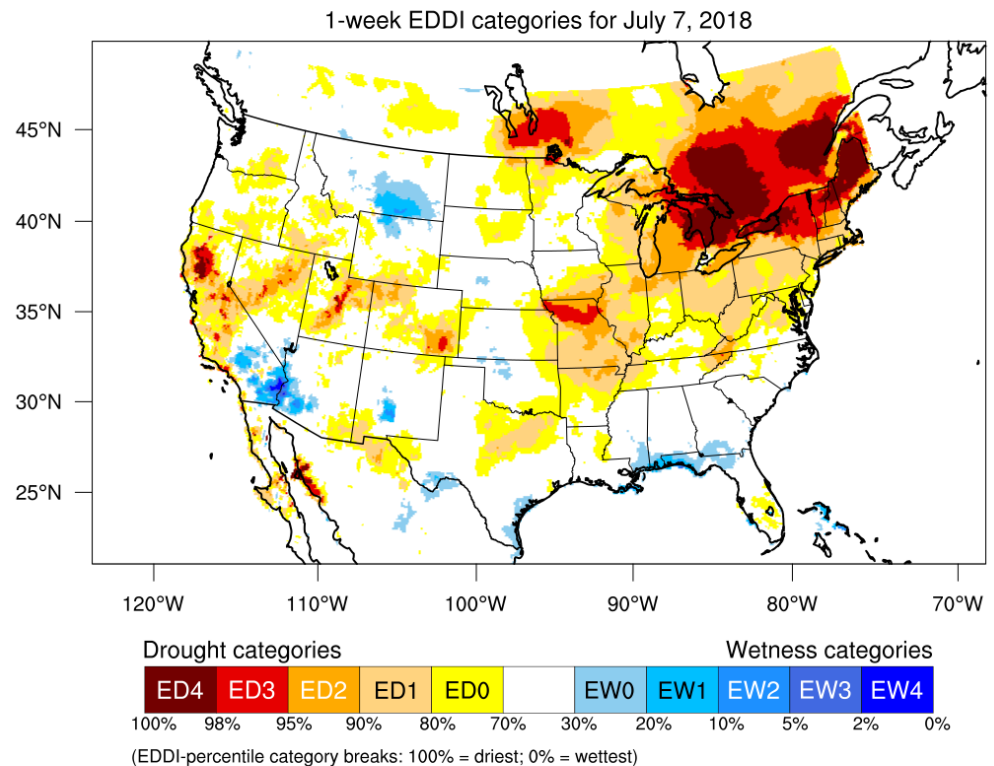 1-week EDDI categories for July 7, 2018
45°N
40°N
35°N
30°N
25°N
120°W 110°W 100°W 90°W 80°W 70°W
Drought categories Wetness categories
ED4 ED3 ED2 ED1 ED0 EW0 EW1 EW2 EW3 EW4
100% 98% 95% 90% 80% 70% 30% 20% 10% 5% 2% 0%
(EDDI-percentile category breaks: 100% = driest; 0% = wettest)